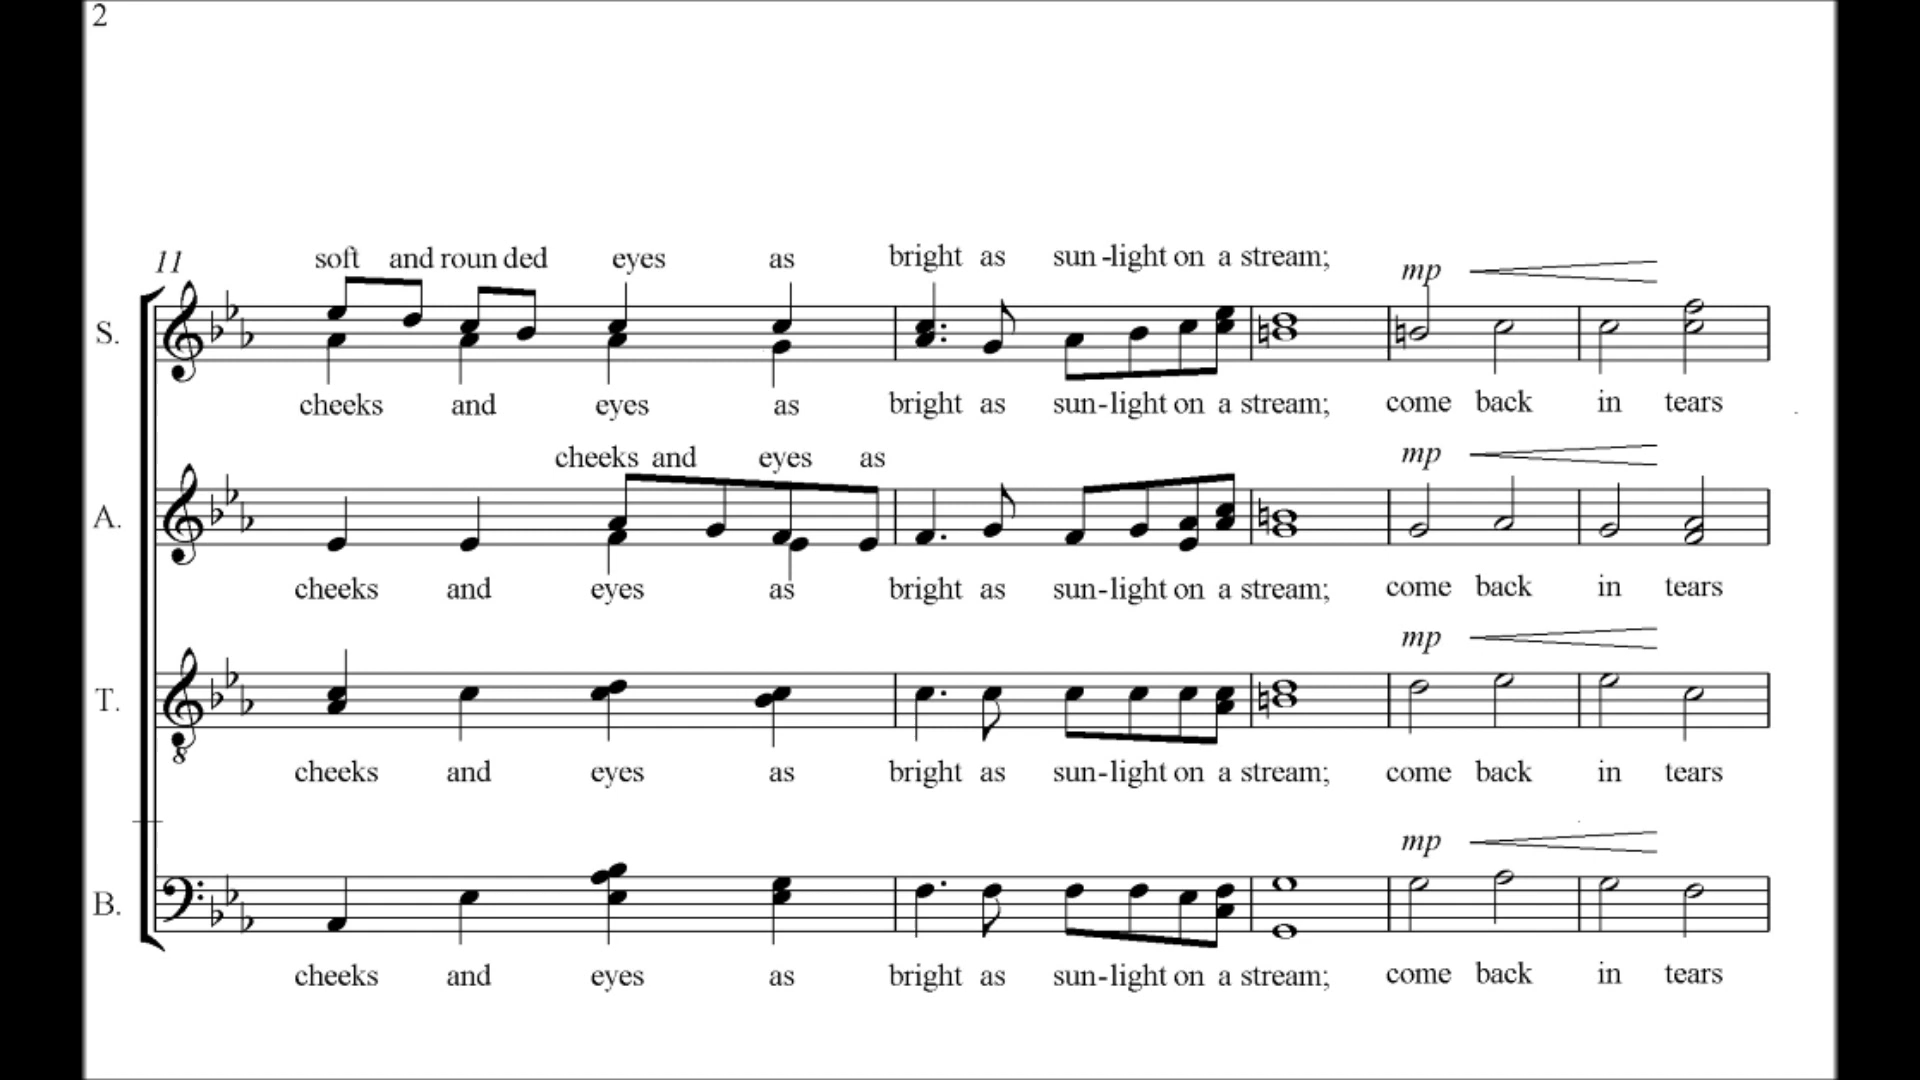 2
11 soft and roun ded eyes as bright as sun - light on a stream; mp
S.
cheeks and eyes as bright as sun - light on a stream; come back in tears
cheeks and eyes as mp
A.
cheeks and eyes as bright as sun - light on a stream; come back in tears
mp
T.
8
cheeks and eyes as bright as sun - light on a stream; come back in tears
mp
B.
cheeks and eyes as bright as sun - light on a stream; come back in tears